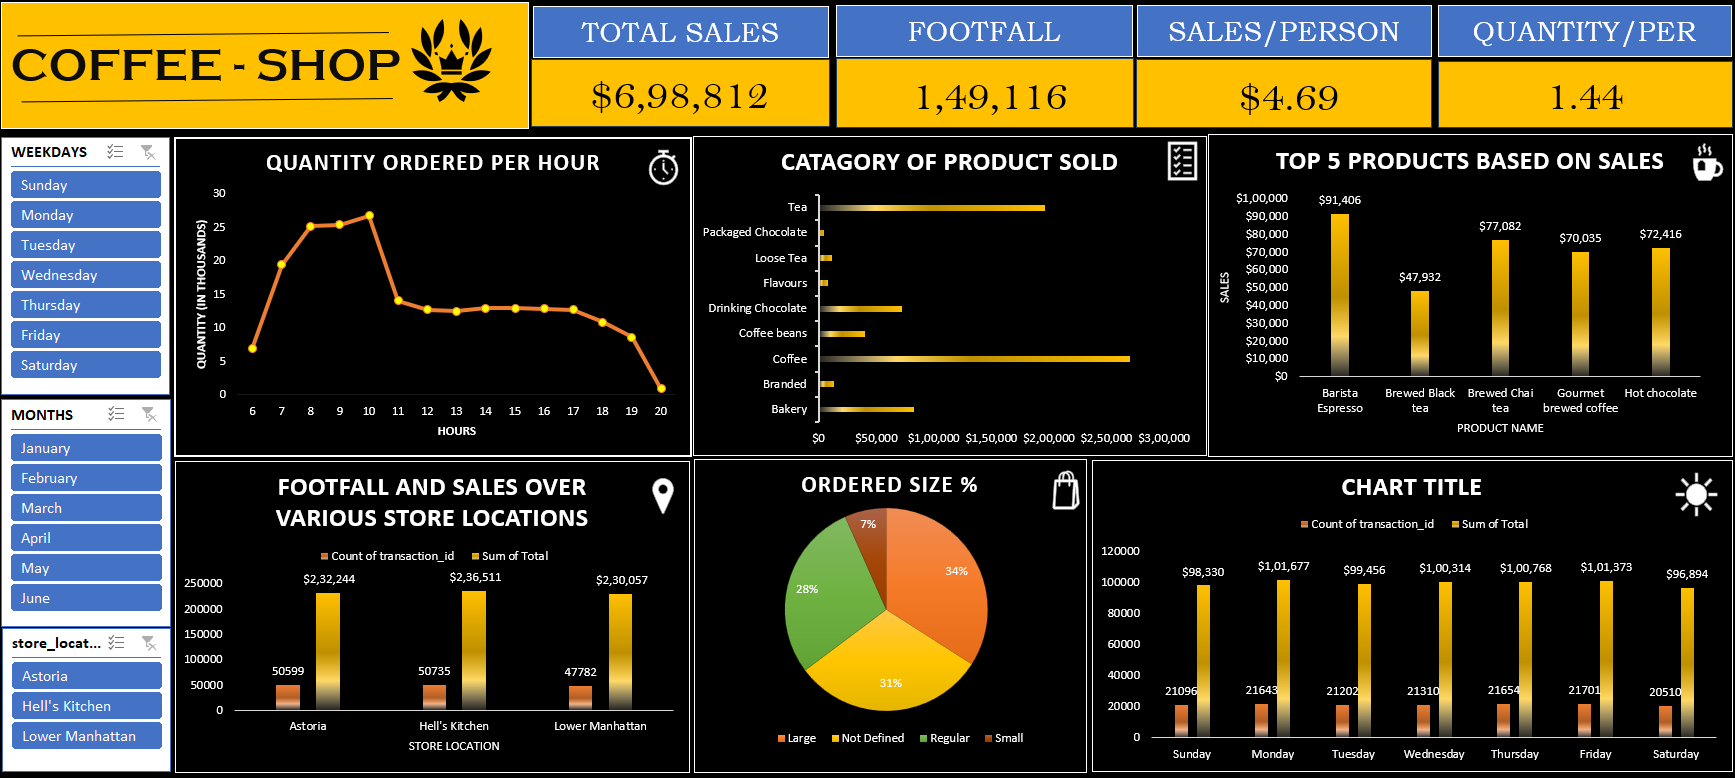 COFFEE - SHOP
TOTAL SALES
$6,98,812
FOOTFALL
1,49,116
SALES/PERSON
$4.69
QUANTITY/PER
1.44
WEEKDAYS
Sunday
Monday
Tuesday
Wednesday
Thursday
Friday
Saturday
MONTHS
January
February
March
April
May
June
store_locat...
Astoria
Hell's Kitchen
Lower Manhattan
QUANTITY ORDERED PER HOUR
QUANTITY (IN THOUSANDS)
30
25
20
15
10
5
0
6 7 8 9 10 11 12 13 14 15 16 17 18 19 20
HOURS
CATAGORY OF PRODUCT SOLD
Tea
Packaged Chocolate
Loose Tea
Flavours
Drinking Chocolate
Coffee beans
Coffee
Branded
Bakery
$0 $50,000 $1,00,000 $1,50,000 $2,00,000 $2,50,000 $3,00,000
TOP 5 PRODUCTS BASED ON SALES
SALES
$1,00,000
$90,000
$80,000
$70,000
$60,000
$50,000
$40,000
$30,000
$20,000
$10,000
$0
$91,406
$47,932
$77,082
$70,035
$72,416
Barista
Espresso
Brewed Black
tea
Brewed Chai
tea
Gourmet
brewed coffee
Hot chocolate
PRODUCT NAME
FOOTFALL AND SALES OVER
VARIOUS STORE LOCATIONS
Count of transaction_id Sum of Total
250000
200000
150000
100000
50000
0
$2,32,244
$2,36,511
$2,30,057
50599
50735
47782
Astoria Hell's Kitchen Lower Manhattan
STORE LOCATION
ORDERED SIZE %
7%
34%
28%
31%
Large Not Defined Regular Small
CHART TITLE
Count of transaction_id Sum of Total
120000
100000
80000
60000
40000
20000
0
$98,330
$1,01,677
$99,456
$1,00,314
$1,00,768
$1,01,373
$96,894
21096
21643
21202
21310
21654
21701
20510
Sunday Monday Tuesday Wednesday Thursday Friday Saturday